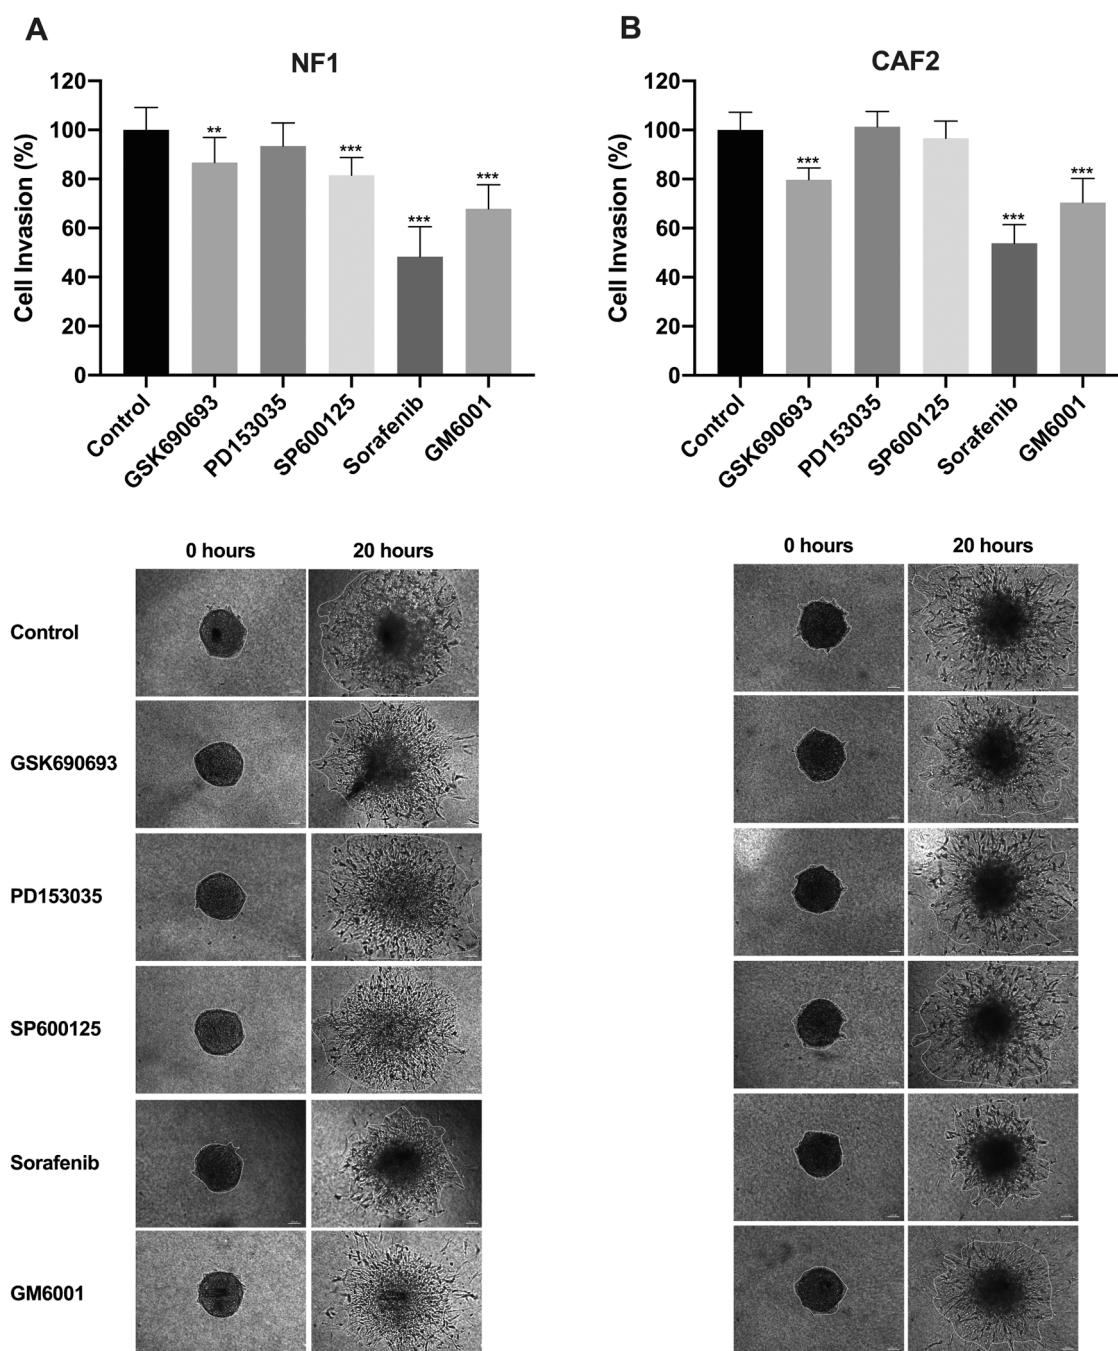 A
NF1
Cell Invasion (%)
120
100
80
60
40
20
0
**
***
***
***
Control
GSK690693
PD153035
SP600125
Sorafenib
GM6001
B
CAF2
Cell Invasion (%)
120
100
80
60
40
20
0
***
***
***
Control
GSK690693
PD153035
SP600125
Sorafenib
GM6001
0 hours
20 hours
0 hours
20 hours
Control
GSK690693
PD153035
SP600125
Sorafenib
GM6001